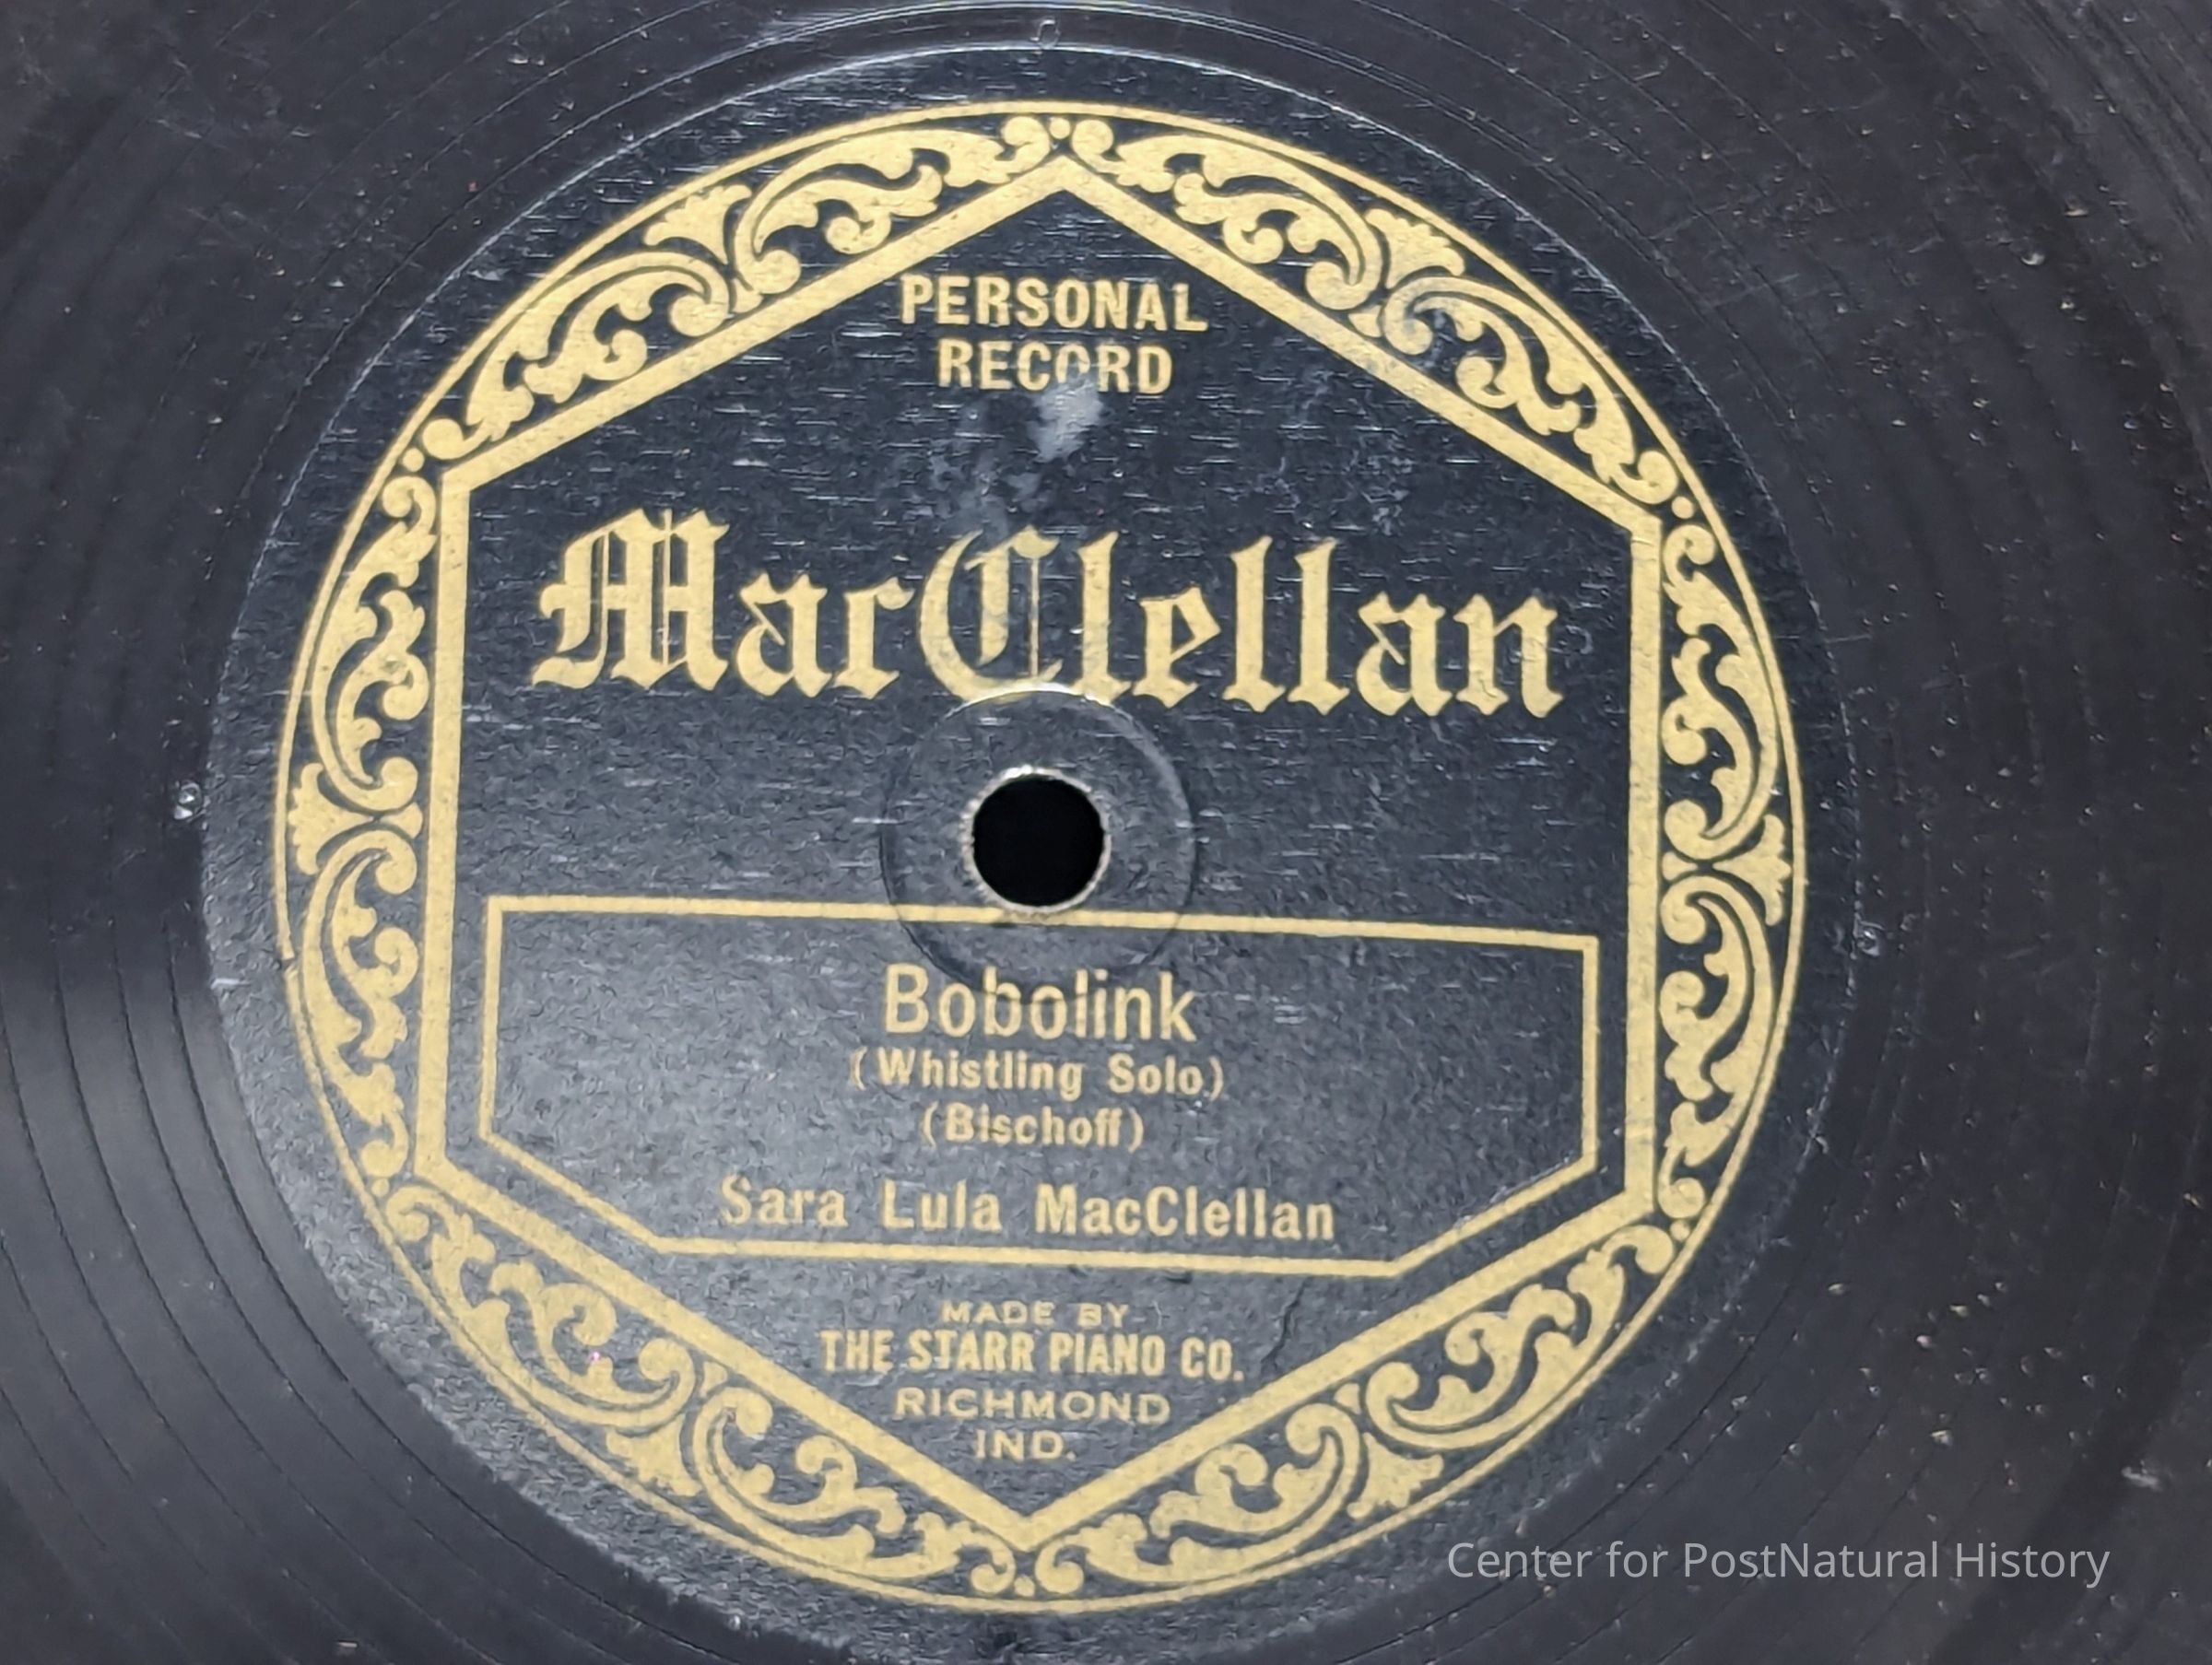 PERSONAL
RECORD
MacClellan
Bobolink
(Whistling Solo.)
(Bischoff)
Sara Lula MacClellan
MADE BY
THE STARR PIANO CO.
RICHMOND
IND.
Center for PostNatural History